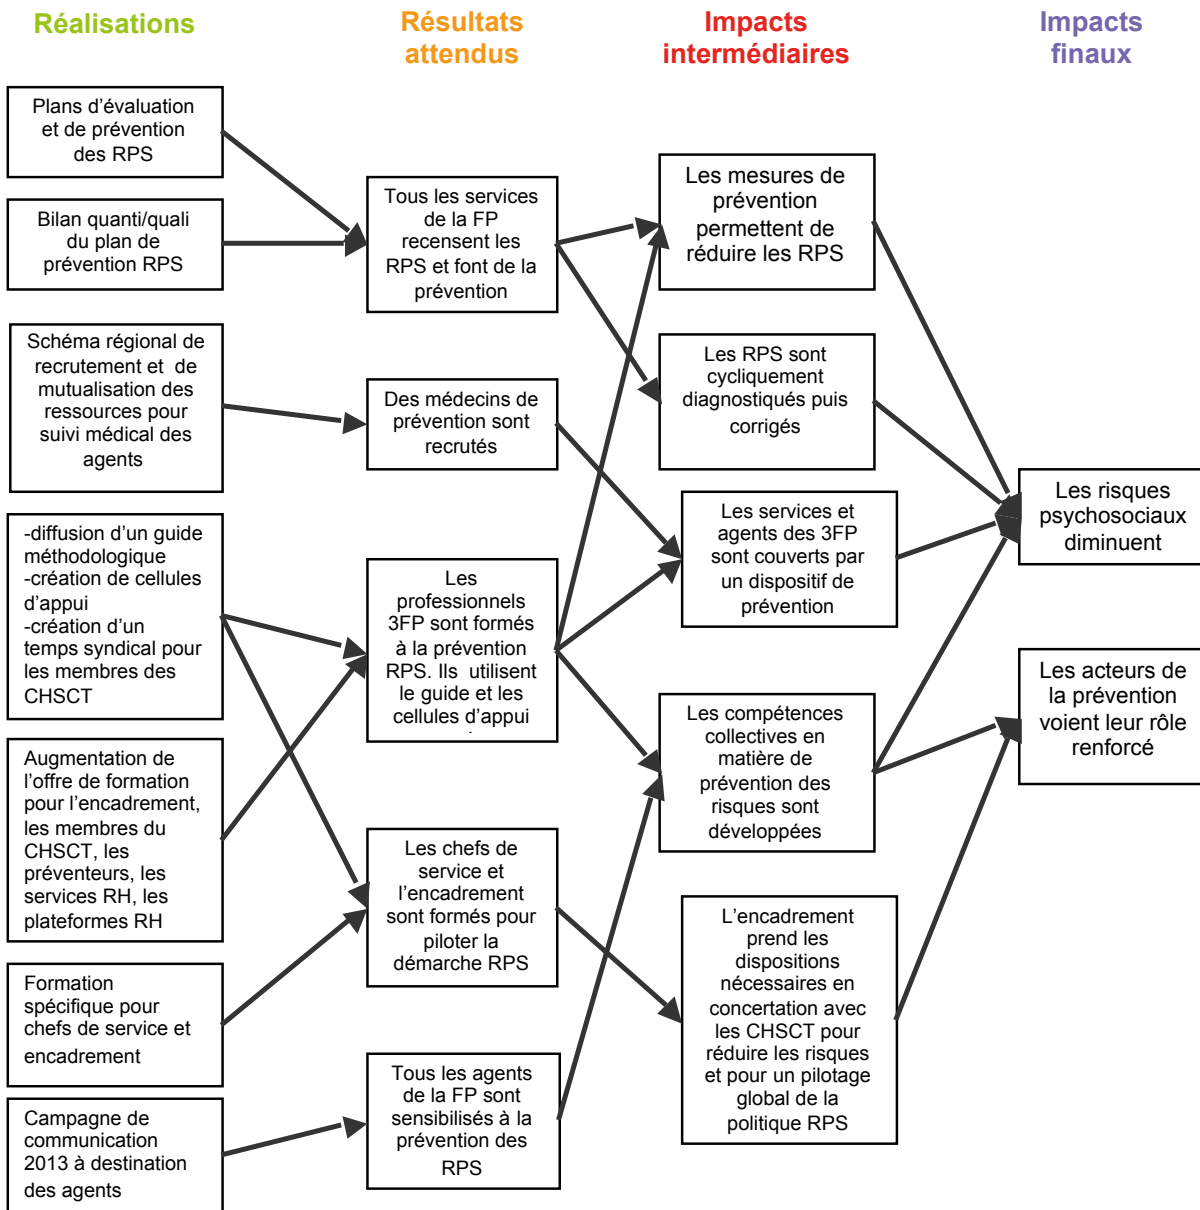 Réalisations
Résultats
attendus
Impacts
intermédiaires
Impacts
finaux
Plans d'évaluation
et de prévention
des RPS
Bilan quanti/quali
du plan de
prévention RPS
Schéma régional de
recrutement et de
mutualisation des
ressources pour
suivi médical des
agents
-diffusion d'un guide
méthodologique
-création de cellules
d'appui
-création d'un
temps syndical pour
les membres des
CHSCT
Augmentation de
l'offre de formation
pour l'encadrement,
les membres du
CHSCT, les
préventeurs, les
services RH, les
plateformes RH
Formation
spécifique pour
chefs de service et
encadrement
Campagne de
communication
2013 à destination
des agents
Tous les services
de la FP
recensent les
RPS et font de la
prévention
Des médecins de
prévention sont
recrutés
Les
professionnels
3FP sont formés
à la prévention
RPS. Ils utilisent
le guide et les
cellules d'appui
Les chefs de
service et
l'encadrement
sont formés pour
piloter la
démarche RPS
Tous les agents
de la FP sont
sensibilisés à la
prévention des
RPS
Les mesures de
prévention
permettent de
réduire les RPS
Les RPS sont
cycliquement
diagnostiqués puis
corrigés
Les services et
agents des 3FP
sont couverts par
un dispositif de
prévention
Les compétences
collectives en
matière de
prévention des
risques sont
développées
L'encadrement
prend les
dispositions
nécessaires en
concertation avec
les CHSCT pour
réduire les risques
et pour un pilotage
global de la
politique RPS
Les risques
psychosociaux
diminuent
Les acteurs de
la prévention
voient leur rôle
renforcé